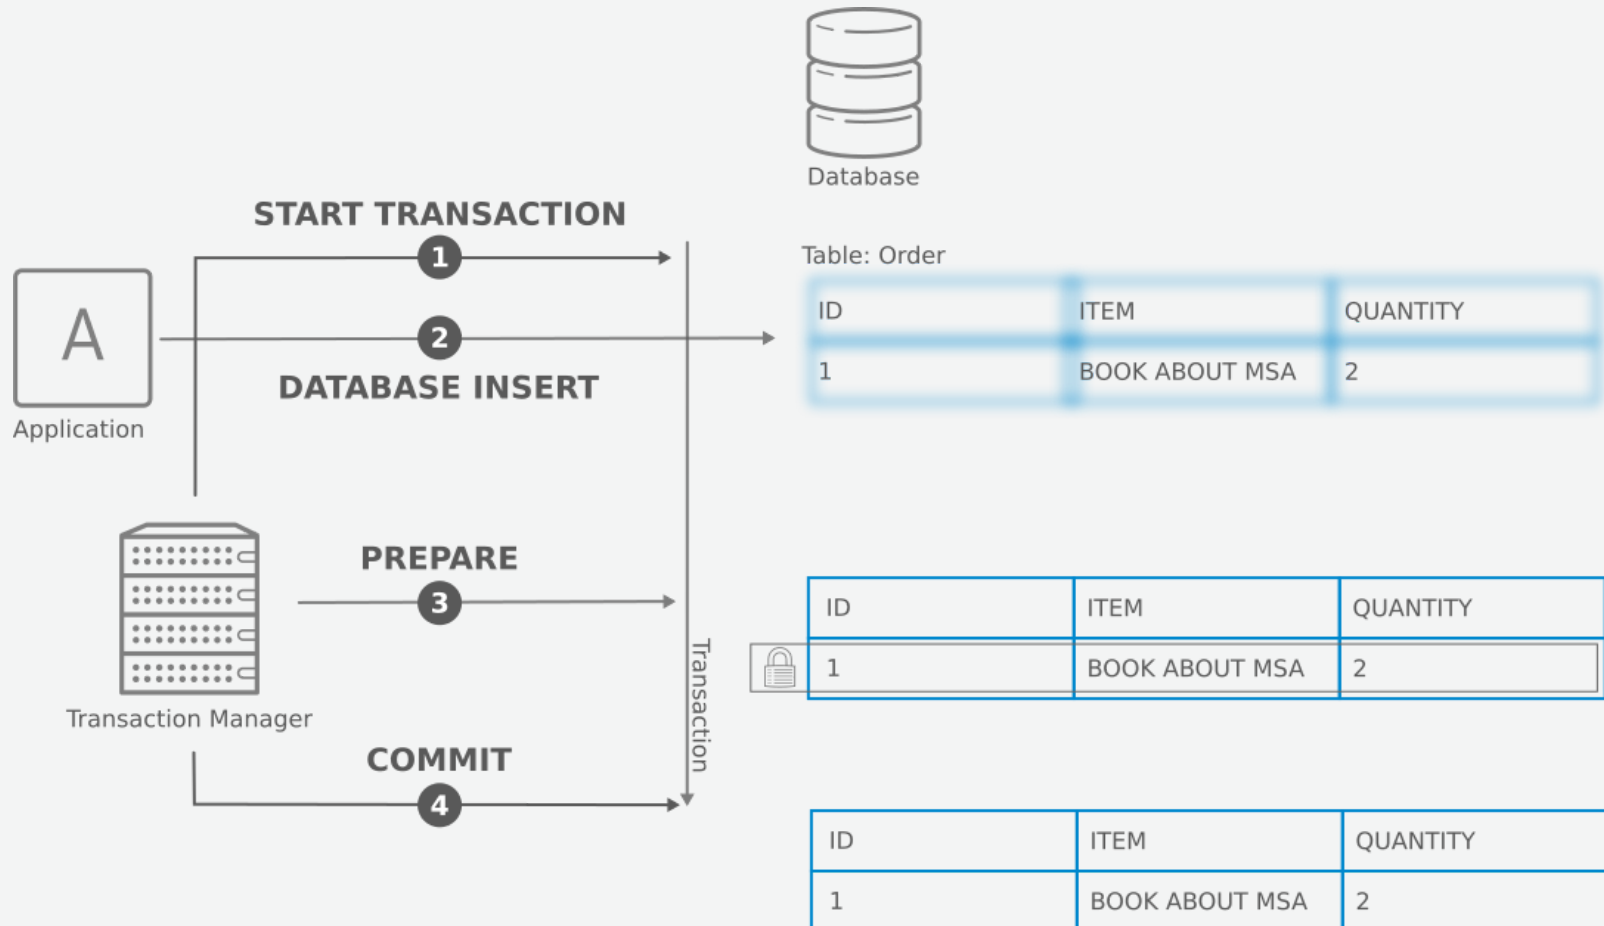 Database
START TRANSACTION
1
Table: Order
A
ID ITEM QUANTITY
2
DATABASE INSERT
1 BOOK ABOUT MSA 2
Application
PREPARE
3
ID ITEM QUANTITY
1 BOOK ABOUT MSA 2
Transaction
Transaction Manager
COMMIT
4
ID ITEM QUANTITY
1 BOOK ABOUT MSA 2